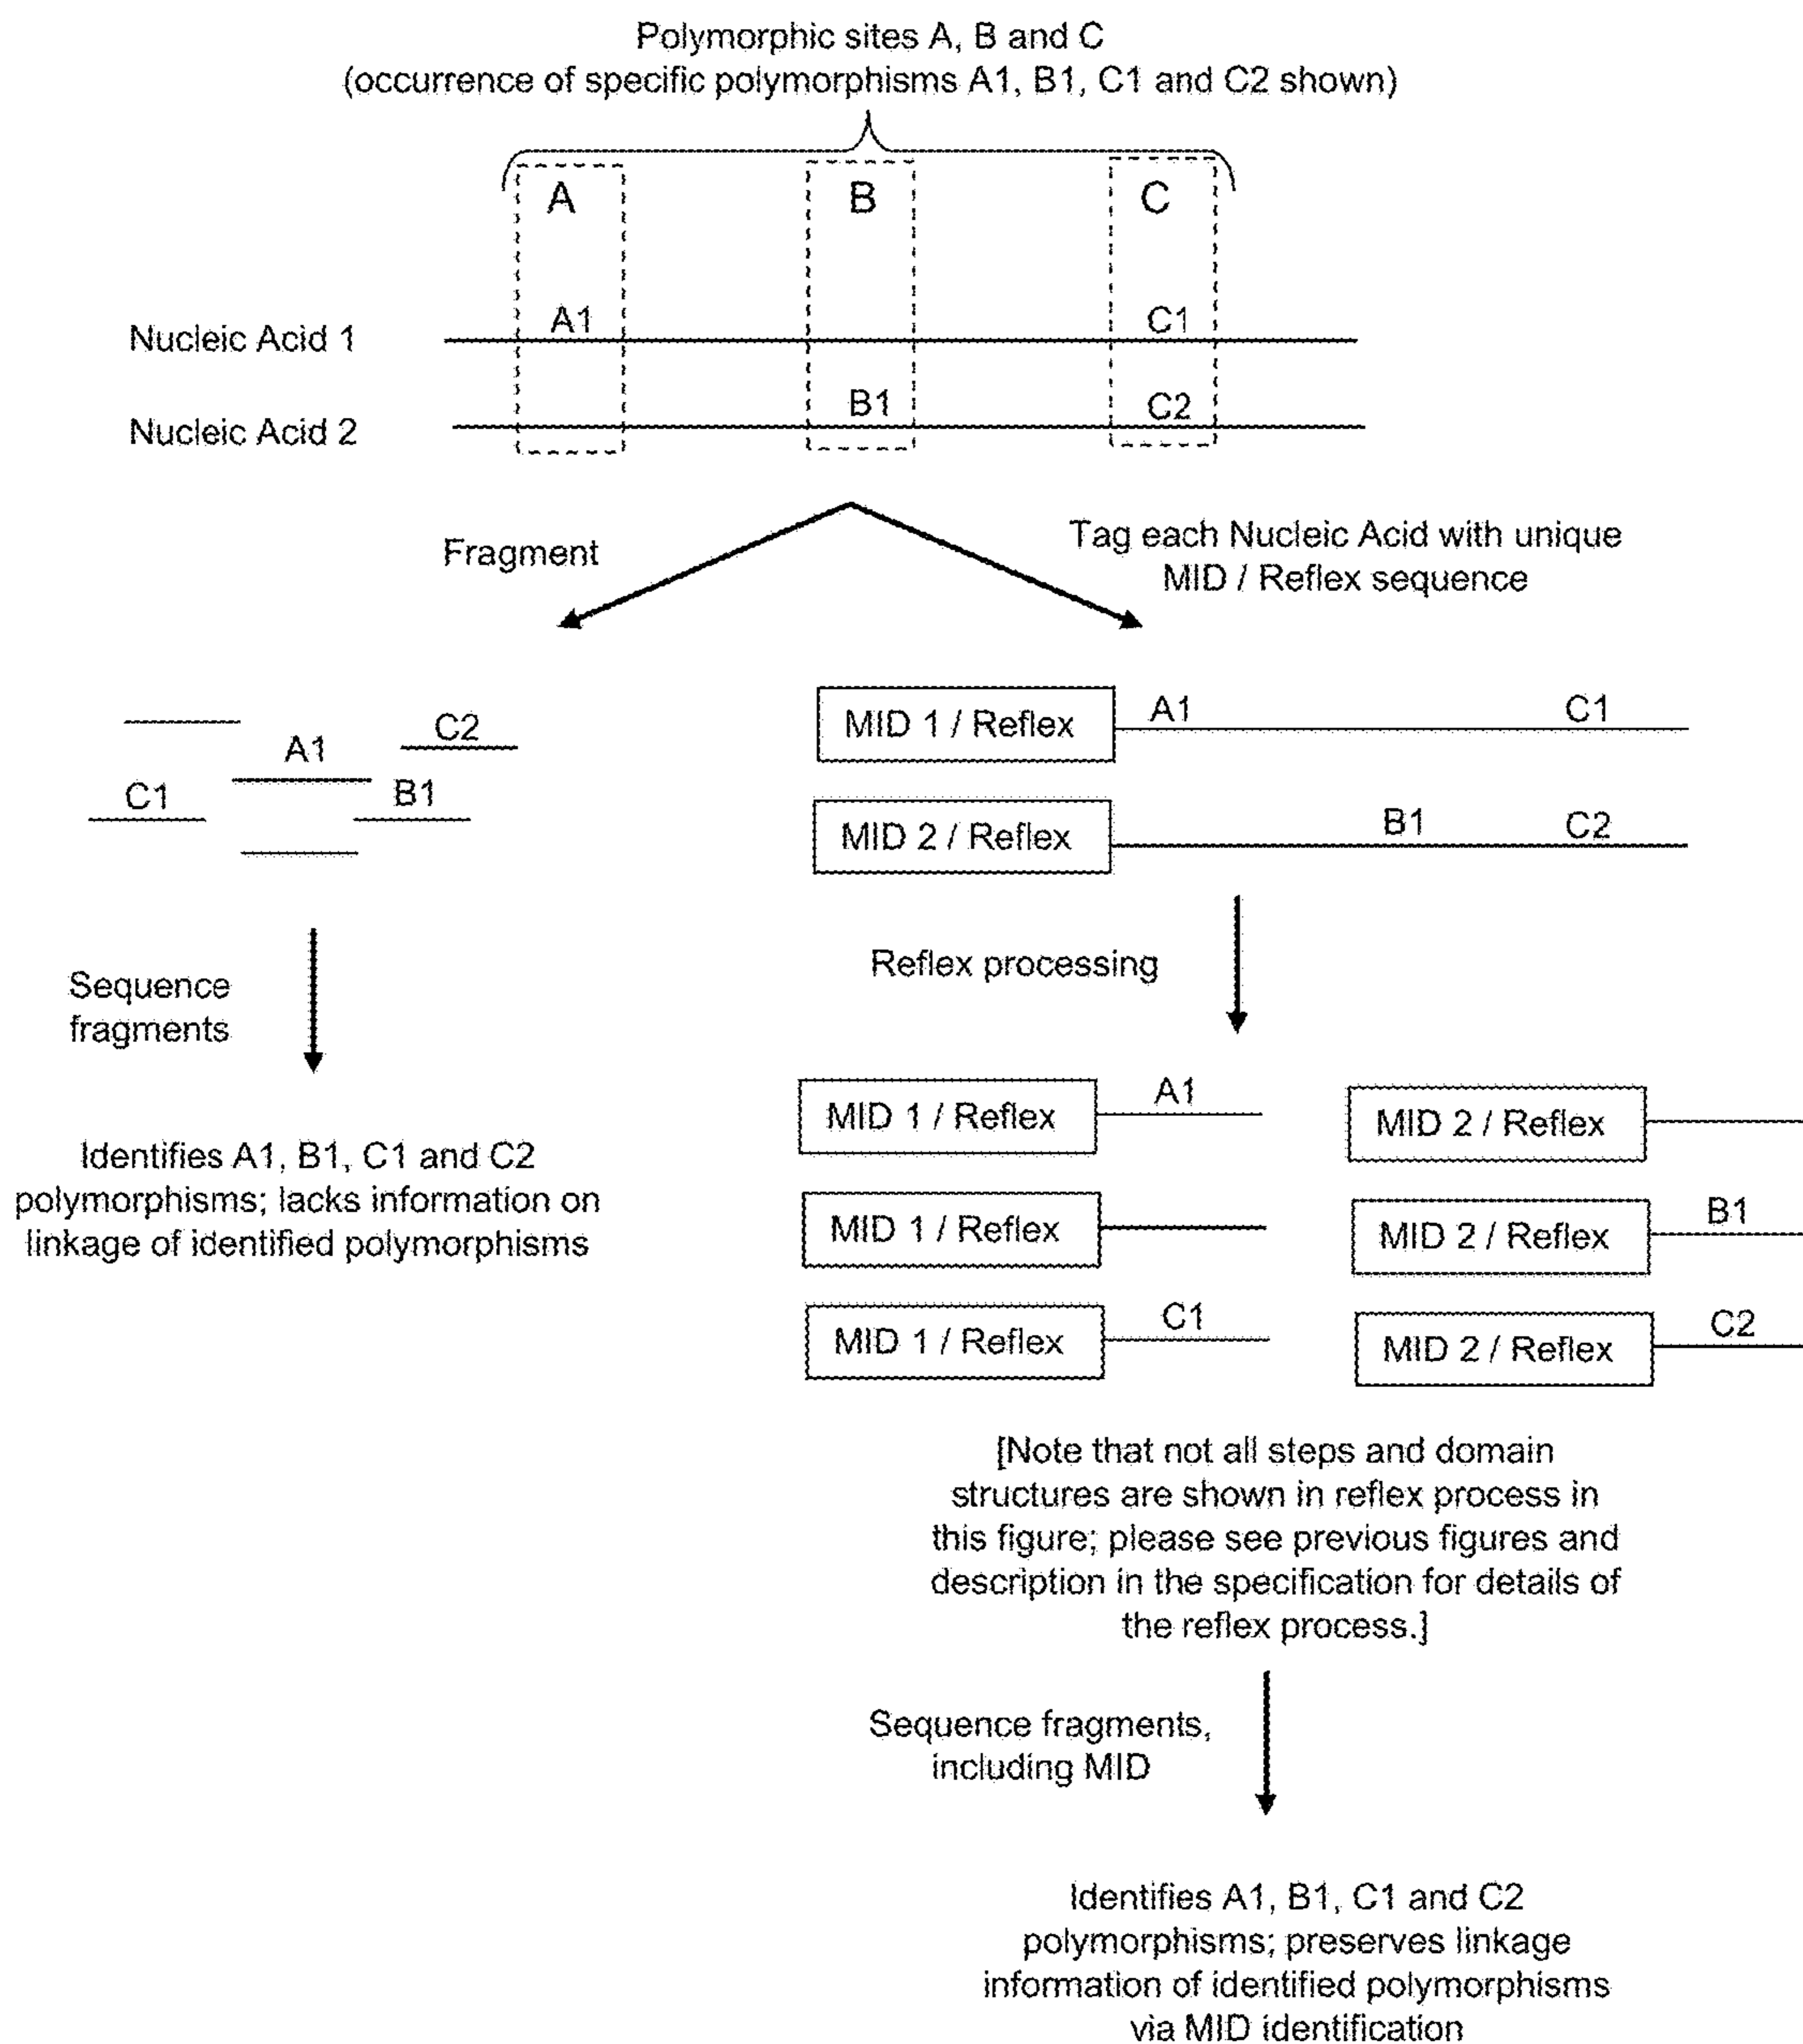 Polymorphic sites A, B and C
(occurrence of specific polymorphisms A1, B1, C1 and C2 shown)
A B C
A1 C1
Nucleic Acid 1
B1 C2
Nucleic Acid 2
Fragment
Tag each Nucleic Acid with unique
MID / Reflex sequence
C2
A1
C1 B1
MID 1 / Reflex A1 C1
MID 2 / Reflex B1 C2
Sequence
fragments
Reflex processing
Identifies A1, B1, C1 and C2
polymorphisms; lacks information on
linkage of identified polymorphisms
MID 1 / Reflex A1 MID 2 / Reflex
MID 1 / Reflex MID 2 / Reflex B1
MID 1 / Reflex C1 MID 2 / Reflex C2
[Note that not all steps and domain
structures are shown in reflex process in
this figure; please see previous figures and
description in the specification for details of
the reflex process.]
Sequence fragments,
including MID
Identifies A1, B1, C1 and C2
polymorphisms; preserves linkage
information of identified polymorphisms
via MID identification